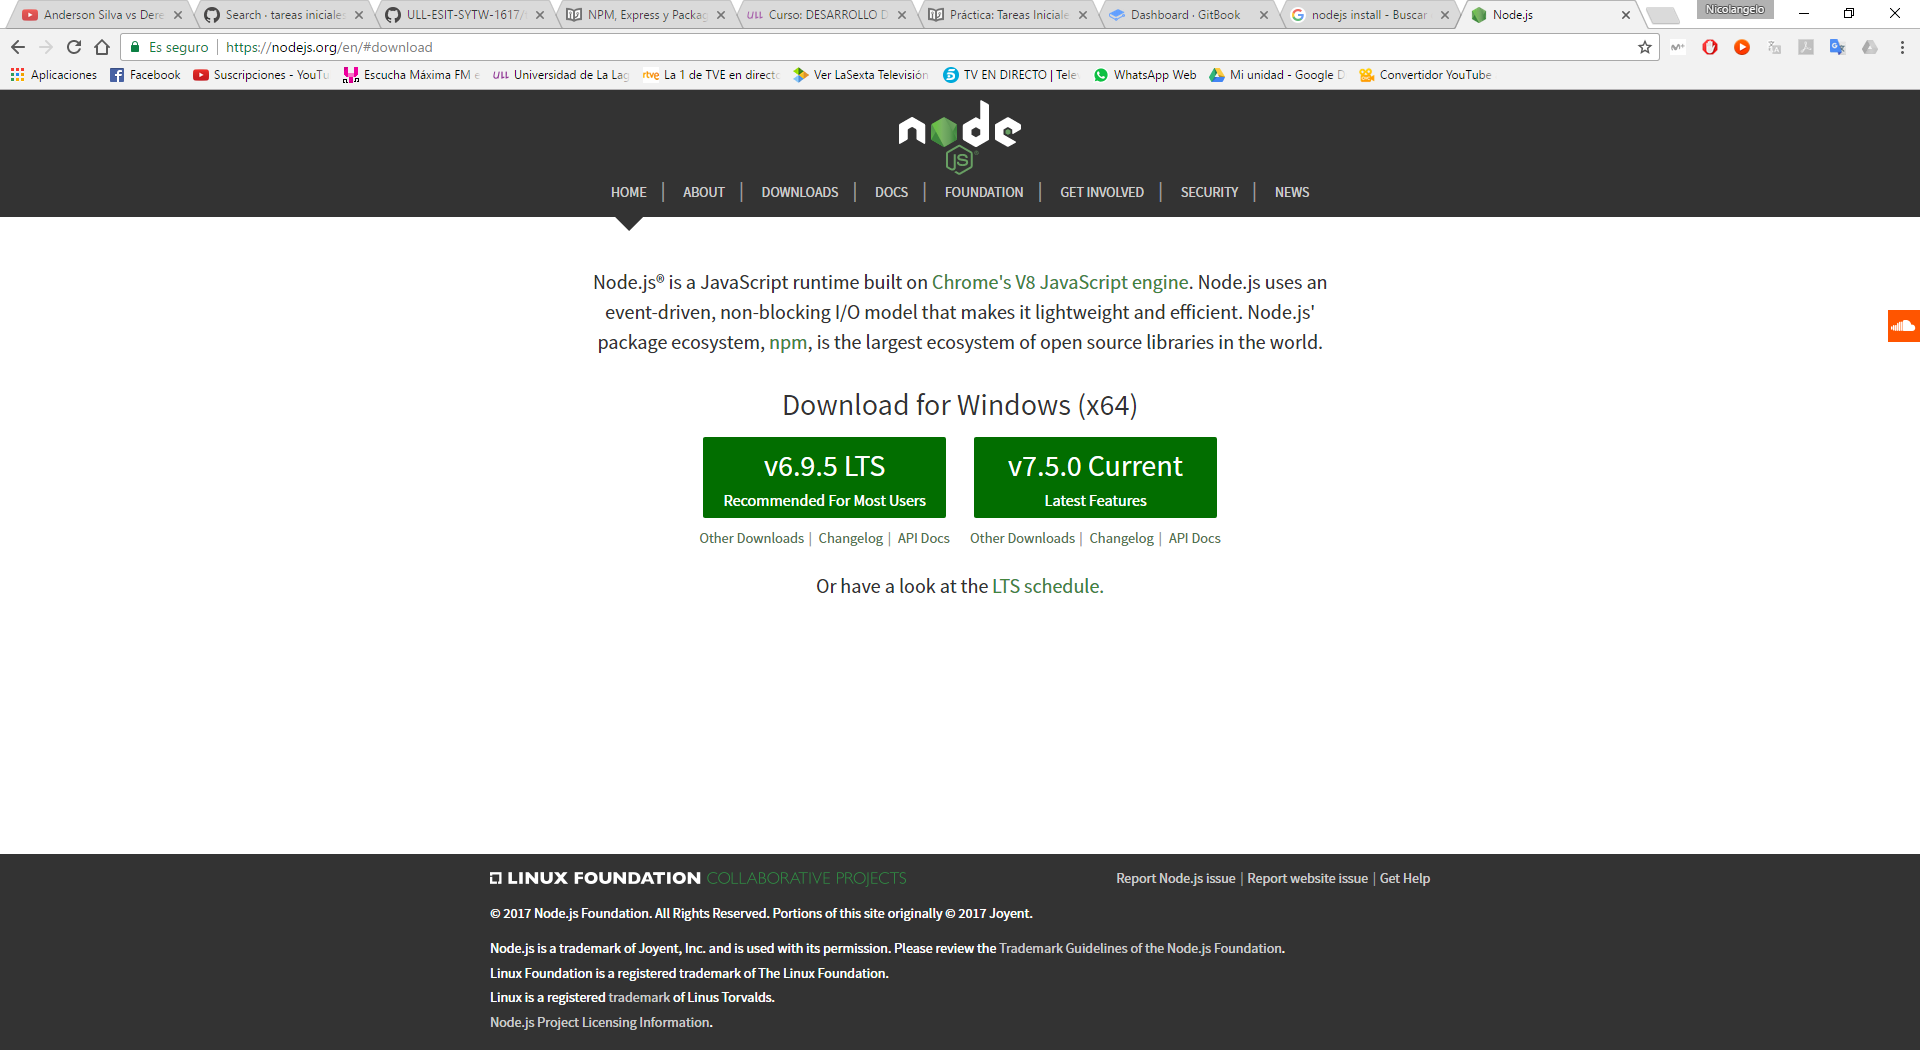 Anderson Silva vs Dere
Search · tareas iniciales
ULL-ESIT-SYTW-1617/
NPM, Express y Packag
ULL Curso: DESARROLLO D
Práctica: Tareas Iniciale
Dashboard · GitBook
nodejs install - Buscar
Node.js
Nicolangelo
Es seguro
https://nodejs.org/en/#download
Aplicaciones
Facebook
Suscripciones - YouTu
Escucha Máxima FM e
ULL Universidad de La Lag
rtve La 1 de TVE en directo
Ver LaSexta Televisión
TV EN DIRECTO | Tele
WhatsApp Web
Mi unidad - Google D
Convertidor YouTube
node
JS
HOME
ABOUT
DOWNLOADS
DOCS
FOUNDATION
GET INVOLVED
SECURITY
NEWS
Node.js® is a JavaScript runtime built on Chrome's V8 JavaScript engine. Node.js uses an
event-driven, non-blocking I/O model that makes it lightweight and efficient. Node.js'
package ecosystem, npm, is the largest ecosystem of open source libraries in the world.
Download for Windows (x64)
v6.9.5 LTS
Recommended For Most Users
v7.5.0 Current
Latest Features
Other Downloads | Changelog | API Docs
Other Downloads | Changelog | API Docs
Or have a look at the LTS schedule.
LINUX FOUNDATION COLLABORATIVE PROJECTS
Report Node.js issue | Report website issue | Get Help
© 2017 Node.js Foundation. All Rights Reserved. Portions of this site originally © 2017 Joyent.
Node.js is a trademark of Joyent, Inc. and is used with its permission. Please review the Trademark Guidelines of the Node.js Foundation.
Linux Foundation is a registered trademark of The Linux Foundation.
Linux is a registered trademark of Linus Torvalds.
Node.js Project Licensing Information.